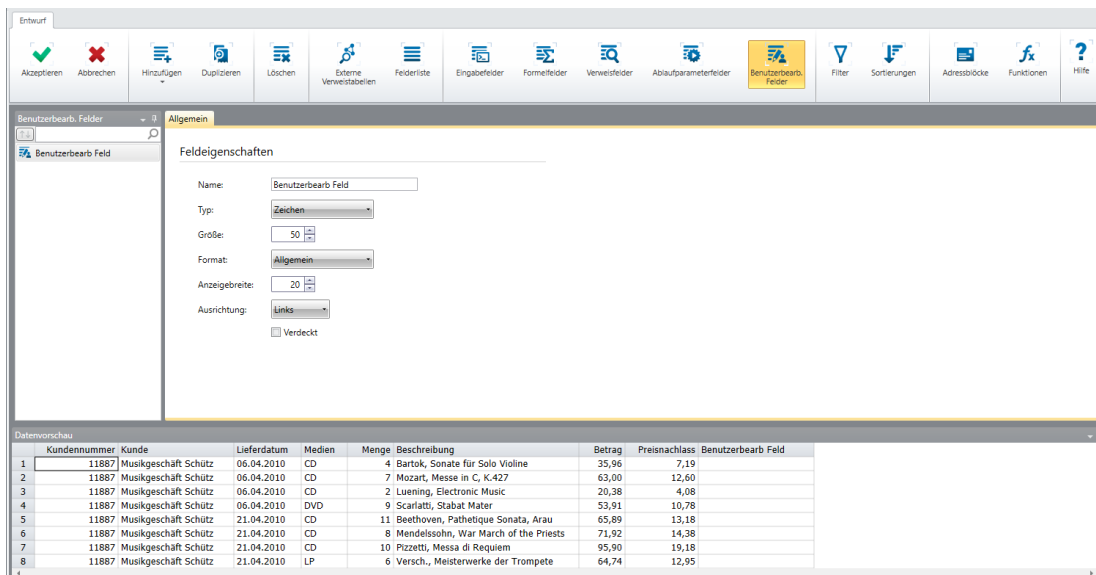 Entwurf
Akzeptieren Abbrechen Hinzufügen Duplizieren Löschen Externe Verweistabellen Felderliste Eingabefelder Formelfelder Verweisfelder Ablaufparameterfelder Benutzerbearb. Felder Filter Sortierungen Adressblöcke Funktionen Hilfe
Benutzerbearb. Felder
Allgemein
Benutzerbearb Feld
Feldeigenschaften
Name: Benutzerbearb Feld
Typ: Zeichen
Größe: 50
Format: Allgemein
Anzeigebreite: 20
Ausrichtung: Links
Verdeckt
Datenvorschau
Kundennummer Kunde Lieferdatum Medien Menge Beschreibung Betrag Preisnachlass Benutzerbearb Feld
1 11887 Musikgeschäft Schütz 06.04.2010 CD 4 Bartok, Sonate für Solo Violine 35,96 7,19
2 11887 Musikgeschäft Schütz 06.04.2010 CD 7 Mozart, Messe in C, K.427 63,00 12,60
3 11887 Musikgeschäft Schütz 06.04.2010 CD 2 Luening, Electronic Music 20,38 4,08
4 11887 Musikgeschäft Schütz 06.04.2010 DVD 9 Scarlatti, Stabat Mater 53,91 10,78
5 11887 Musikgeschäft Schütz 21.04.2010 CD 11 Beethoven, Pathetique Sonata, Arau 65,89 13,18
6 11887 Musikgeschäft Schütz 21.04.2010 CD 8 Mendelssohn, War March of the Priests 71,92 14,38
7 11887 Musikgeschäft Schütz 21.04.2010 CD 10 Pizzetti, Messa di Requiem 95,90 19,18
8 11887 Musikgeschäft Schütz 21.04.2010 LP 6 Versch., Meisterwerke der Trompete 64,74 12,95